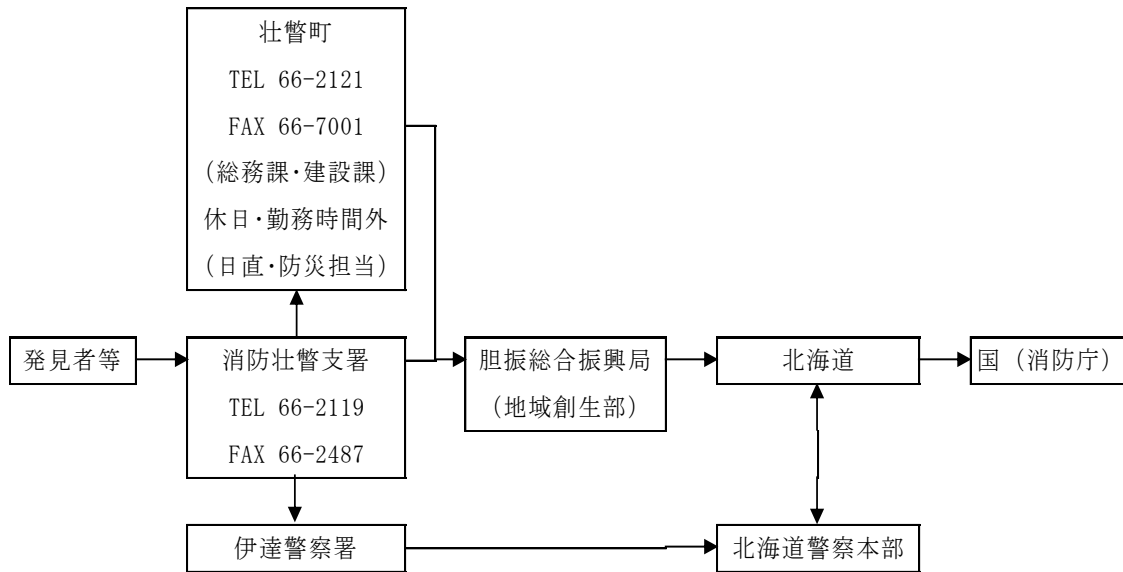 壮瞥町
TEL 66-2121
FAX 66-7001
(総務課・建設課)
休日・勤務時間外
(日直・防災担当)
発見者等
消防壮瞥支署
TEL 66-2119
FAX 66-2487
胆振総合振興局
(地域創生部)
北海道
国（消防庁）
伊達警察署
北海道警察本部